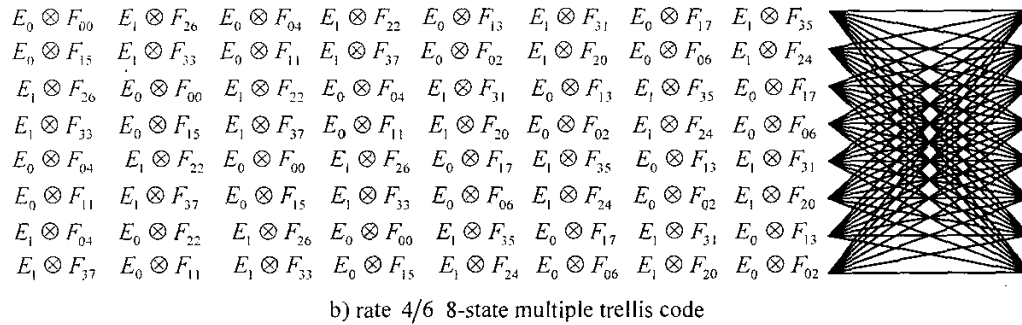 E₀ ⊗ F₀₀ E₁ ⊗ F₂₆ E₀ ⊗ F₀₄ E₁ ⊗ F₂₂ E₀ ⊗ F₁₃ E₁ ⊗ F₃₁ E₀ ⊗ F₁₇ E₁ ⊗ F₃₅
E₀ ⊗ F₁₅ E₁ ⊗ F₃₃ E₀ ⊗ F₁₁ E₁ ⊗ F₃₇ E₀ ⊗ F₀₂ E₁ ⊗ F₂₀ E₀ ⊗ F₀₆ E₁ ⊗ F₂₄
E₁ ⊗ F₂₆ E₀ ⊗ F₀₀ E₁ ⊗ F₂₂ E₀ ⊗ F₀₄ E₁ ⊗ F₃₁ E₀ ⊗ F₁₃ E₁ ⊗ F₃₅ E₀ ⊗ F₁₇
E₁ ⊗ F₃₃ E₀ ⊗ F₁₅ E₁ ⊗ F₃₇ E₀ ⊗ F₁₁ E₁ ⊗ F₂₀ E₀ ⊗ F₀₂ E₁ ⊗ F₂₄ E₀ ⊗ F₀₆
E₀ ⊗ F₀₄ E₁ ⊗ F₂₂ E₀ ⊗ F₀₀ E₁ ⊗ F₂₆ E₀ ⊗ F₁₇ E₁ ⊗ F₃₅ E₀ ⊗ F₁₃ E₁ ⊗ F₃₁
E₀ ⊗ F₁₁ E₁ ⊗ F₃₇ E₀ ⊗ F₁₅ E₁ ⊗ F₃₃ E₀ ⊗ F₀₆ E₁ ⊗ F₂₄ E₀ ⊗ F₀₂ E₁ ⊗ F₂₀
E₁ ⊗ F₀₄ E₀ ⊗ F₂₂ E₁ ⊗ F₂₆ E₀ ⊗ F₀₀ E₁ ⊗ F₃₅ E₀ ⊗ F₁₇ E₁ ⊗ F₃₁ E₀ ⊗ F₁₃
E₁ ⊗ F₃₇ E₀ ⊗ F₁₁ E₁ ⊗ F₃₃ E₀ ⊗ F₁₅ E₁ ⊗ F₂₄ E₀ ⊗ F₀₆ E₁ ⊗ F₂₀ E₀ ⊗ F₀₂
b) rate 4/6 8-state multiple trellis code